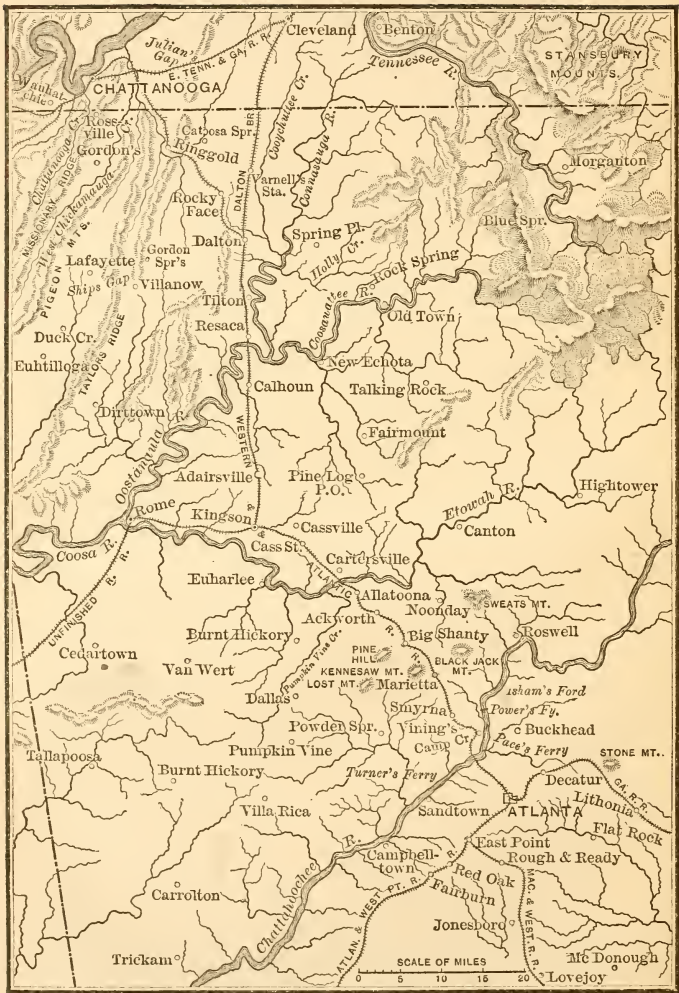 Cleveland
Benton
Julian's Gap
E. TENN. & GA. R. R.
Tennessee R.
STANSBURY MOUNTS.
Wauhatchie
CHATTANOOGA
Rossville
Catoosa Spr.
Cooychuttee Cr.
Connasauga R.
Gordon's
Ringgold
DALTON BR.
Morganton
Chattanooga Cr.
MISSIONARY RIDGE
West Chickamauga
Varnell's Sta.
Rocky Face
Blue Spr.
PIGEON MTS.
Dalton
Spring Pl.
Lafayette
Gordon Spr's
Holly Cr.
Rock Spring
Ships Gap
Villanow
Tilton
Coosawattee R.
Old Town
Resaca
Duck Cr.
TAYLORS RIDGE
Euhtilloga
New Echota
Calhoun
Talking Rock
Dirttown
Oostanaula R.
Fairmount
WESTERN & ATLANTIC R. R.
Adairsville
Pine Log P.O.
Hightower
Etowah R.
Rome
Kingson
Cassville
Canton
Coosa R.
Cass St.
Cartersville
UNFINISHED R. R.
Euharlee
Allatoona
Noonday
SWEATS MT.
Ackworth
Burnt Hickory
Pumpkin Vine Cr.
Big Shanty
Roswell
Cedartown
PINE HILL
BLACK JACK MT.
Van Wert
KENNESAW MT.
LOST MT.
Marietta
Isham's Ford
Dallas
Smyrna
Power's Fy.
Powder Spr.
Vining's
Buckhead
Pumpkin Vine
Camp Cr.
Pace's Ferry
STONE MT.
Tallapoosa
Burnt Hickory
Turner's Ferry
Decatur
GA. R. R.
Lithonia
Villa Rica
Sandtown
ATLANTA
Flat Rock
Chattahoochee R.
East Point
Campbelltown
Rough & Ready
Red Oak
Carrolton
Fairburn
ATLAN. & WEST PT. R. R.
MAC. & WEST. R. R.
Jonesboro
Trickam
SCALE OF MILES
0 5 10 15 20
Mc Donough
Lovejoy